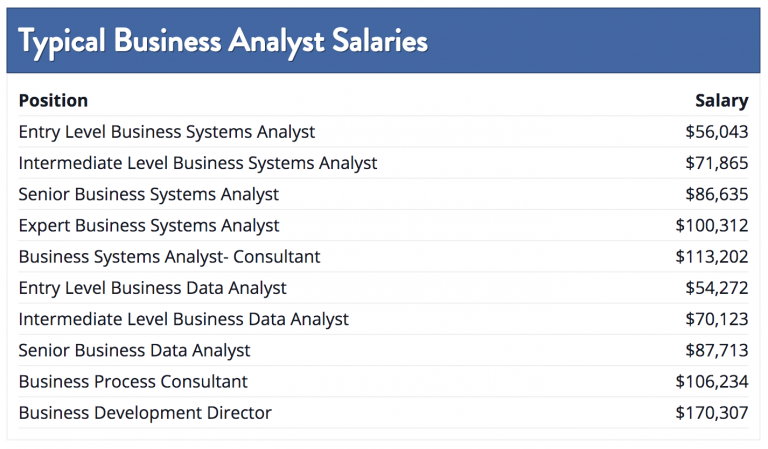 Typical Business Analyst Salaries
Position Salary
Entry Level Business Systems Analyst $56,043
Intermediate Level Business Systems Analyst $71,865
Senior Business Systems Analyst $86,635
Expert Business Systems Analyst $100,312
Business Systems Analyst- Consultant $113,202
Entry Level Business Data Analyst $54,272
Intermediate Level Business Data Analyst $70,123
Senior Business Data Analyst $87,713
Business Process Consultant $106,234
Business Development Director $170,307